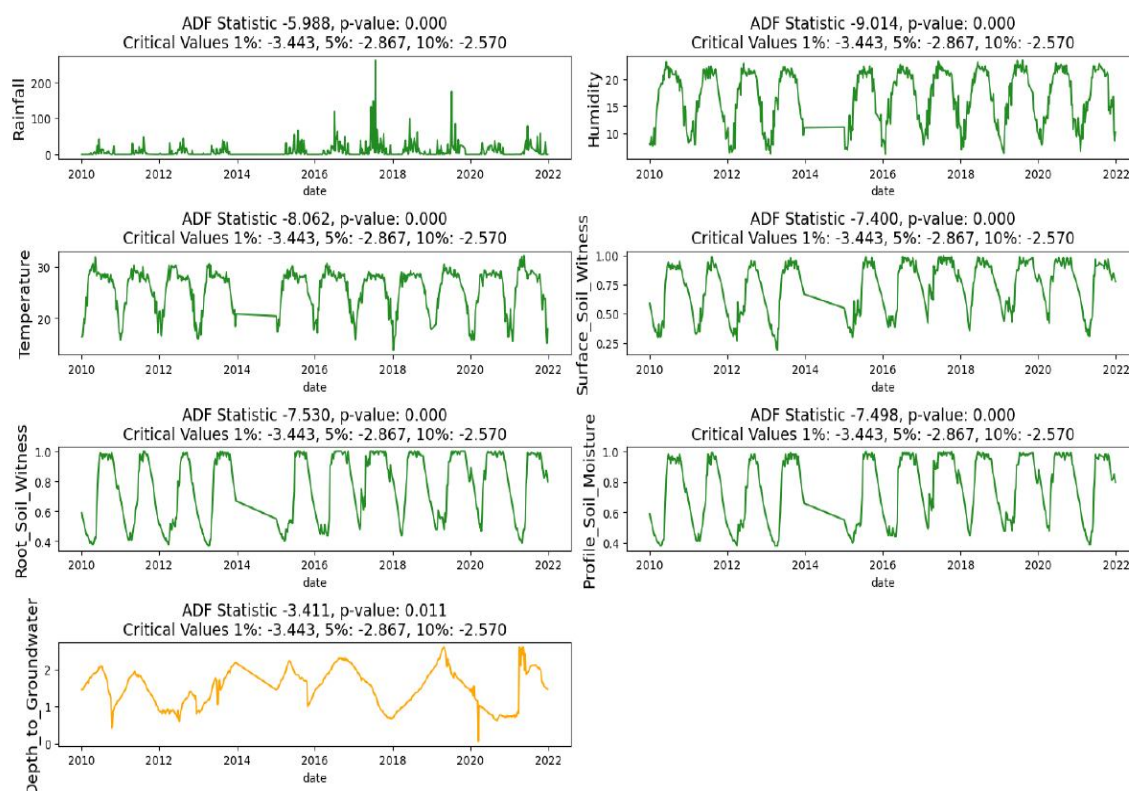 ADF Statistic -5.988, p-value: 0.000
Critical Values 1%: -3.443, 5%: -2.867, 10%: -2.570
Rainfall
200
100
0
2010 2012 2014 2016 2018 2020 2022
date
ADF Statistic -9.014, p-value: 0.000
Critical Values 1%: -3.443, 5%: -2.867, 10%: -2.570
Humidity
20
15
10
2010 2012 2014 2016 2018 2020 2022
date
ADF Statistic -8.062, p-value: 0.000
Critical Values 1%: -3.443, 5%: -2.867, 10%: -2.570
Temperature
30
20
2010 2012 2014 2016 2018 2020 2022
date
ADF Statistic -7.400, p-value: 0.000
Critical Values 1%: -3.443, 5%: -2.867, 10%: -2.570
Surface_Soil_Witness
1.00
0.75
0.50
0.25
2010 2012 2014 2016 2018 2020 2022
date
ADF Statistic -7.530, p-value: 0.000
Critical Values 1%: -3.443, 5%: -2.867, 10%: -2.570
Root_Soil_Witness
1.0
0.8
0.6
0.4
2010 2012 2014 2016 2018 2020 2022
date
ADF Statistic -7.498, p-value: 0.000
Critical Values 1%: -3.443, 5%: -2.867, 10%: -2.570
Profile_Soil_Moisture
1.0
0.8
0.6
0.4
2010 2012 2014 2016 2018 2020 2022
date
ADF Statistic -3.411, p-value: 0.011
Critical Values 1%: -3.443, 5%: -2.867, 10%: -2.570
Depth_to_Groundwater
2
1
0
2010 2012 2014 2016 2018 2020 2022
date